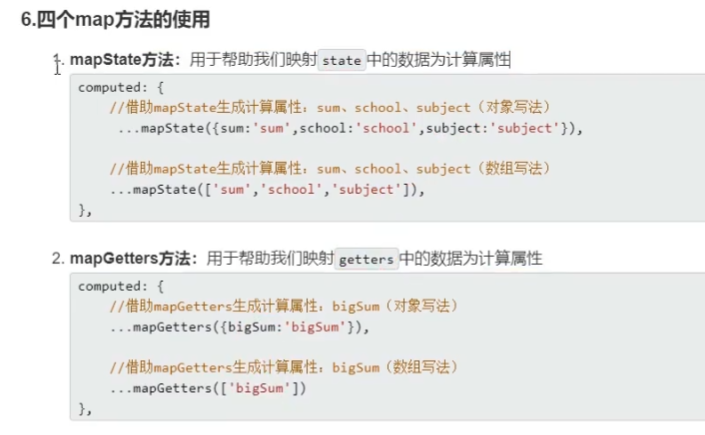 6.四个map方法的使用
1. mapState方法：用于帮助我们映射 state 中的数据为计算属性
computed: {
    //借助mapState生成计算属性：sum、school、subject（对象写法）
     ...mapState({sum:'sum',school:'school',subject:'subject'}),

    //借助mapState生成计算属性：sum、school、subject（数组写法）
    ...mapState(['sum','school','subject']),
},
2. mapGetters方法：用于帮助我们映射 getters 中的数据为计算属性
computed: {
    //借助mapGetters生成计算属性：bigSum（对象写法）
    ...mapGetters({bigSum:'bigSum'}),

    //借助mapGetters生成计算属性：bigSum（数组写法）
    ...mapGetters(['bigSum'])
},